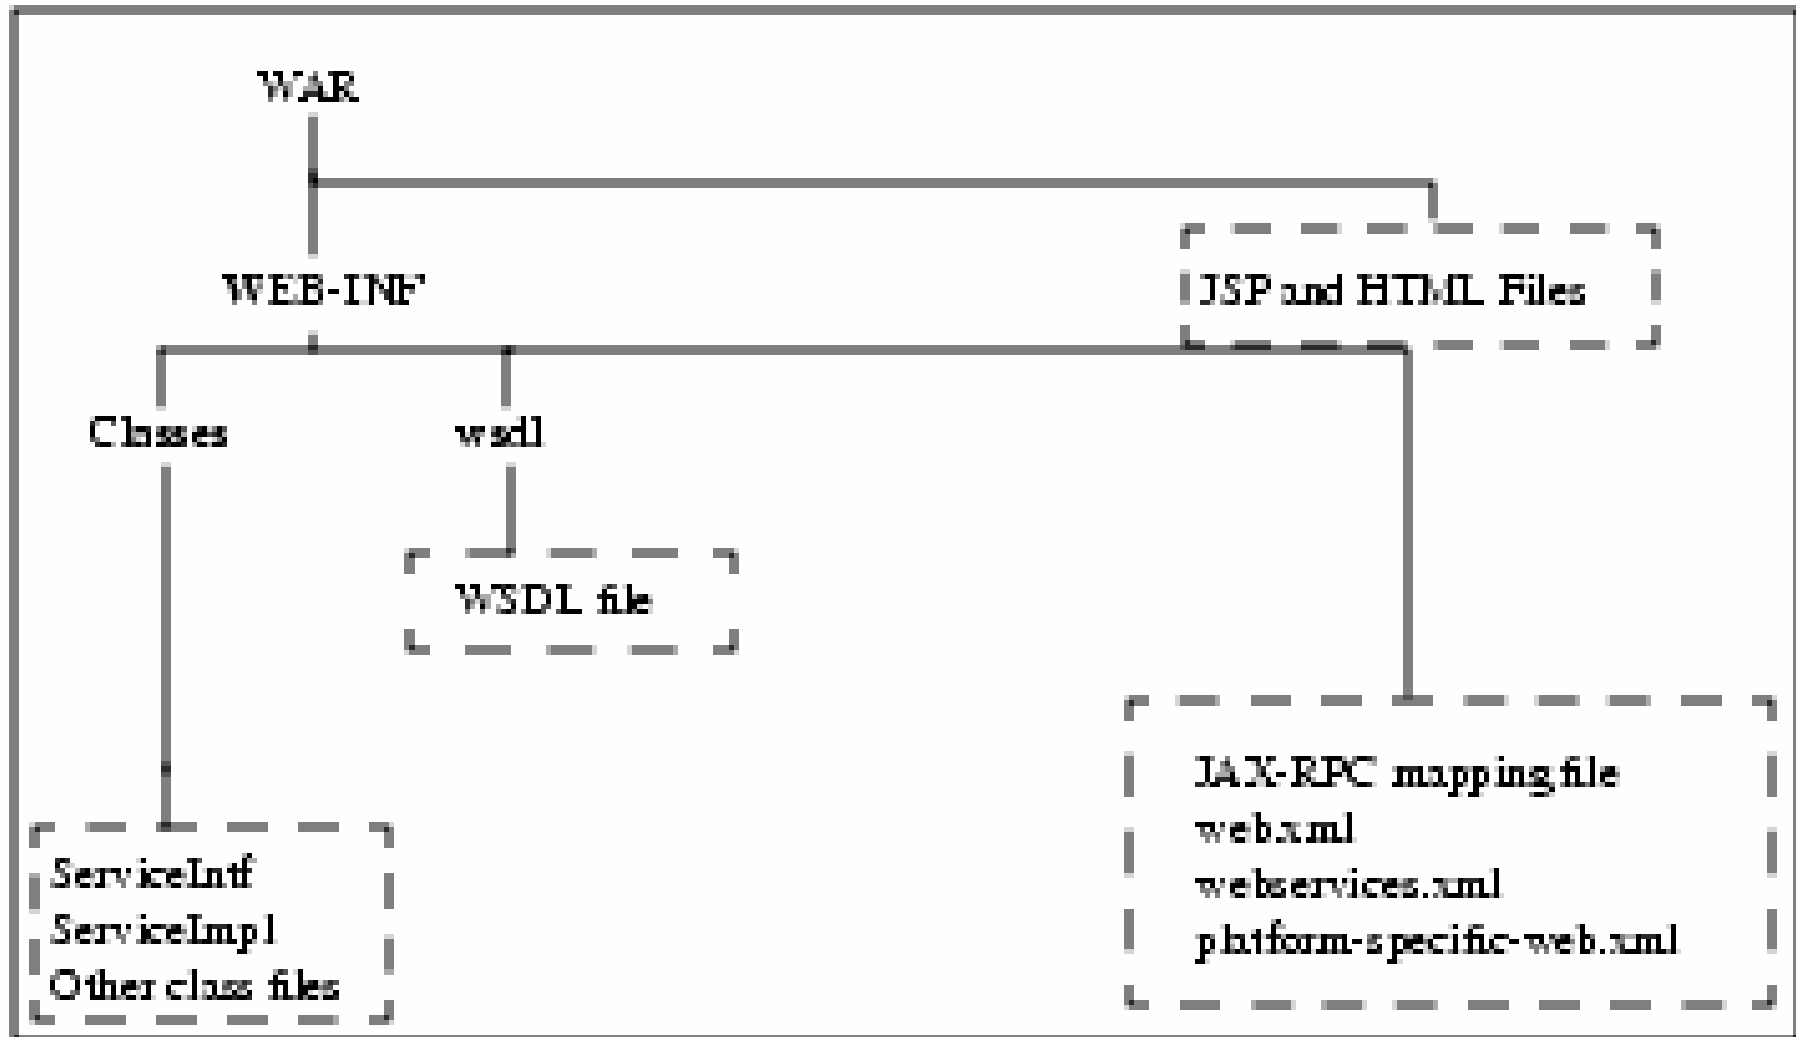 WAR
WEB-INF
JSP and HTML Files
Classes
wsdl
WSDL file
JAX-RPC mapping file
web.xml
webservices.xml
platform-specific-web.xml
ServiceIntf
ServiceImpl
Other class files